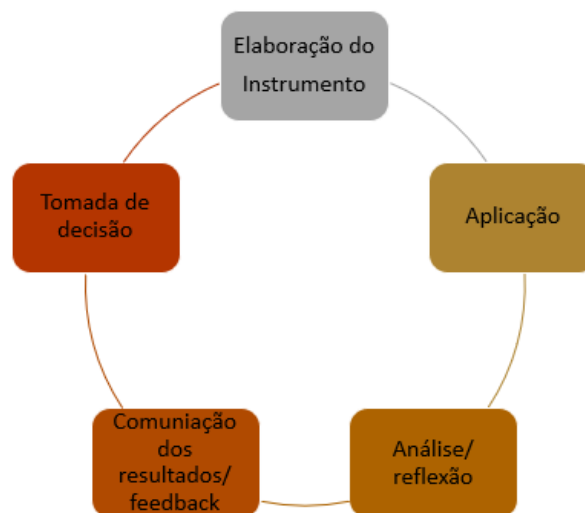 Elaboração do
Instrumento
Tomada de
decisão
Aplicação
Comuniação
dos
resultados/
feedback
Análise/
reflexão